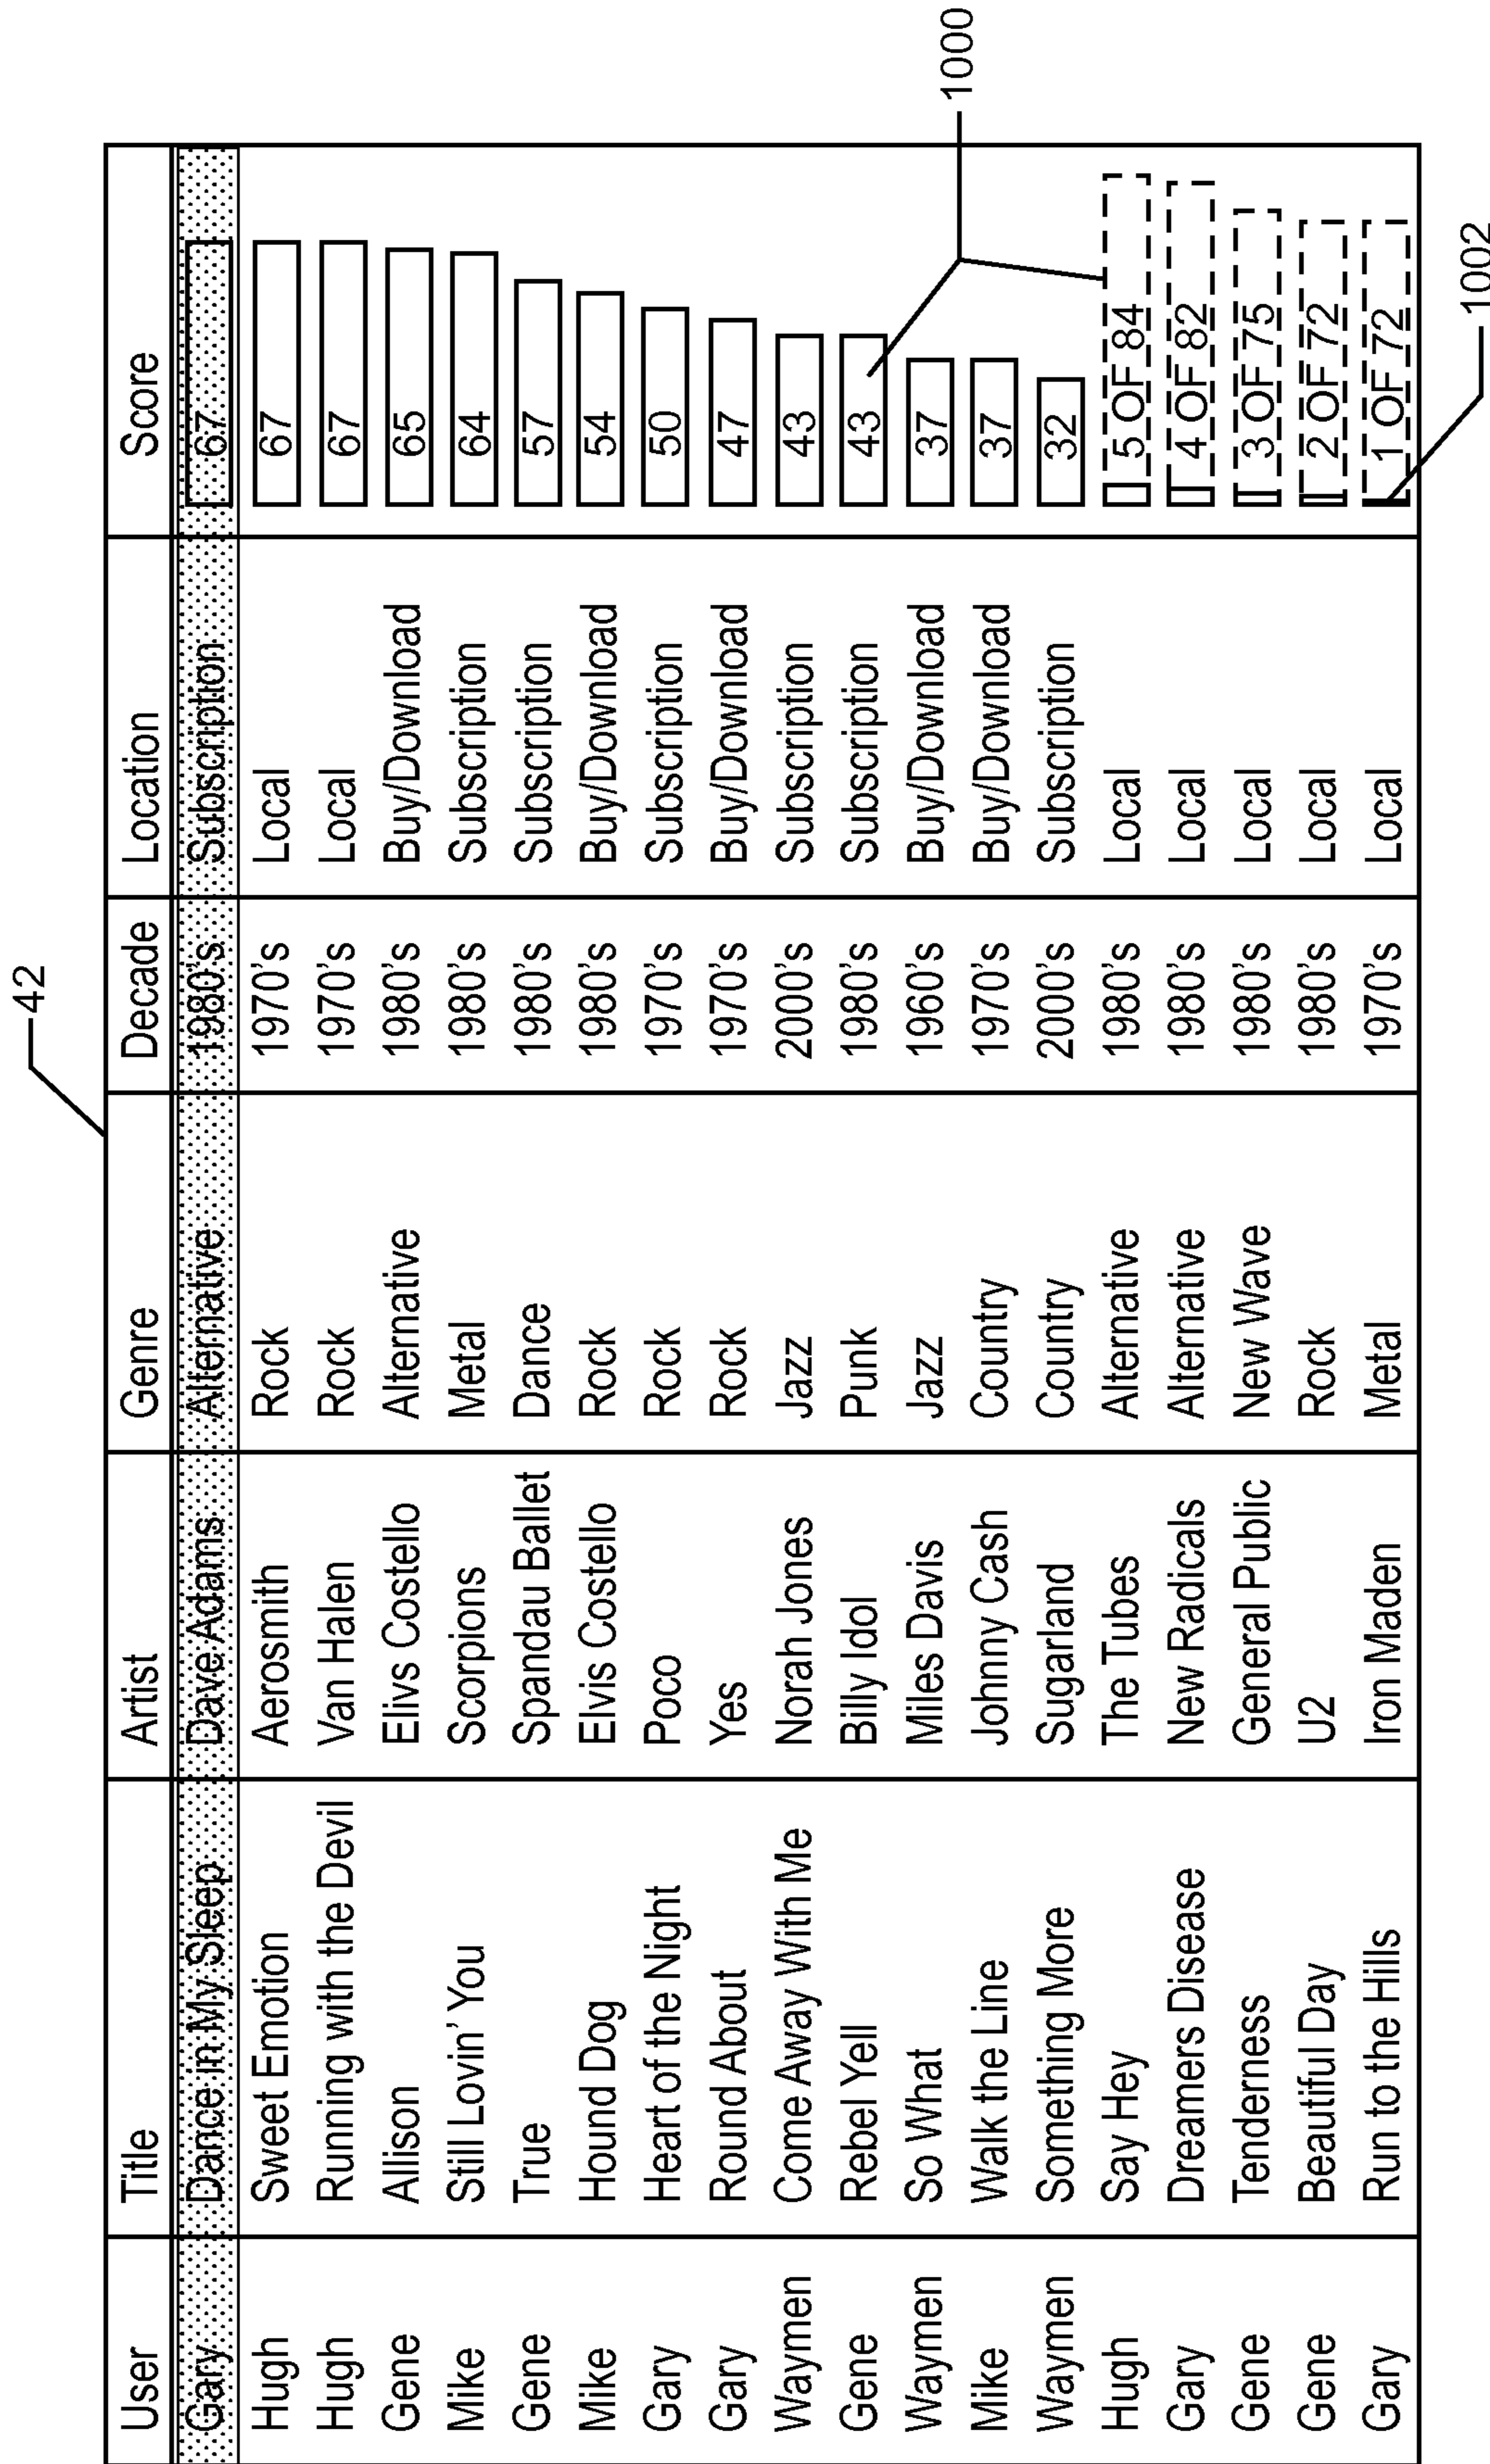 42
User Title Artist Genre Decade Location Score
Gary Dance in My Sleep Dave Adams Alternative 1980's Subscription 67
Hugh Sweet Emotion Aerosmith Rock 1970's Local 67
Hugh Running with the Devil Van Halen Rock 1970's Local 67
Gene Allison Elivs Costello Alternative 1980's Buy/Download 65
Mike Still Lovin' You Scorpions Metal 1980's Subscription 64
Gene True Spandau Ballet Dance 1980's Subscription 57
Mike Hound Dog Elvis Costello Rock 1980's Buy/Download 54
Gary Heart of the Night Poco Rock 1970's Subscription 50
Gary Round About Yes Rock 1970's Buy/Download 47
Waymen Come Away With Me Norah Jones Jazz 2000's Subscription 43
Gene Rebel Yell Billy Idol Punk 1980's Subscription 43
Waymen So What Miles Davis Jazz 1960's Buy/Download 37
Mike Walk the Line Johnny Cash Country 1970's Buy/Download 37
Waymen Something More Sugarland Country 2000's Subscription 32
Hugh Say Hey The Tubes Alternative 1980's Local 5 OF 84
Gary Dreamers Disease New Radicals Alternative 1980's Local 4 OF 82
Gene Tenderness General Public New Wave 1980's Local 3 OF 75
Gene Beautiful Day U2 Rock 1980's Local 2 OF 72
Gary Run to the Hills Iron Maden Metal 1970's Local 1 OF 72
1000
1002